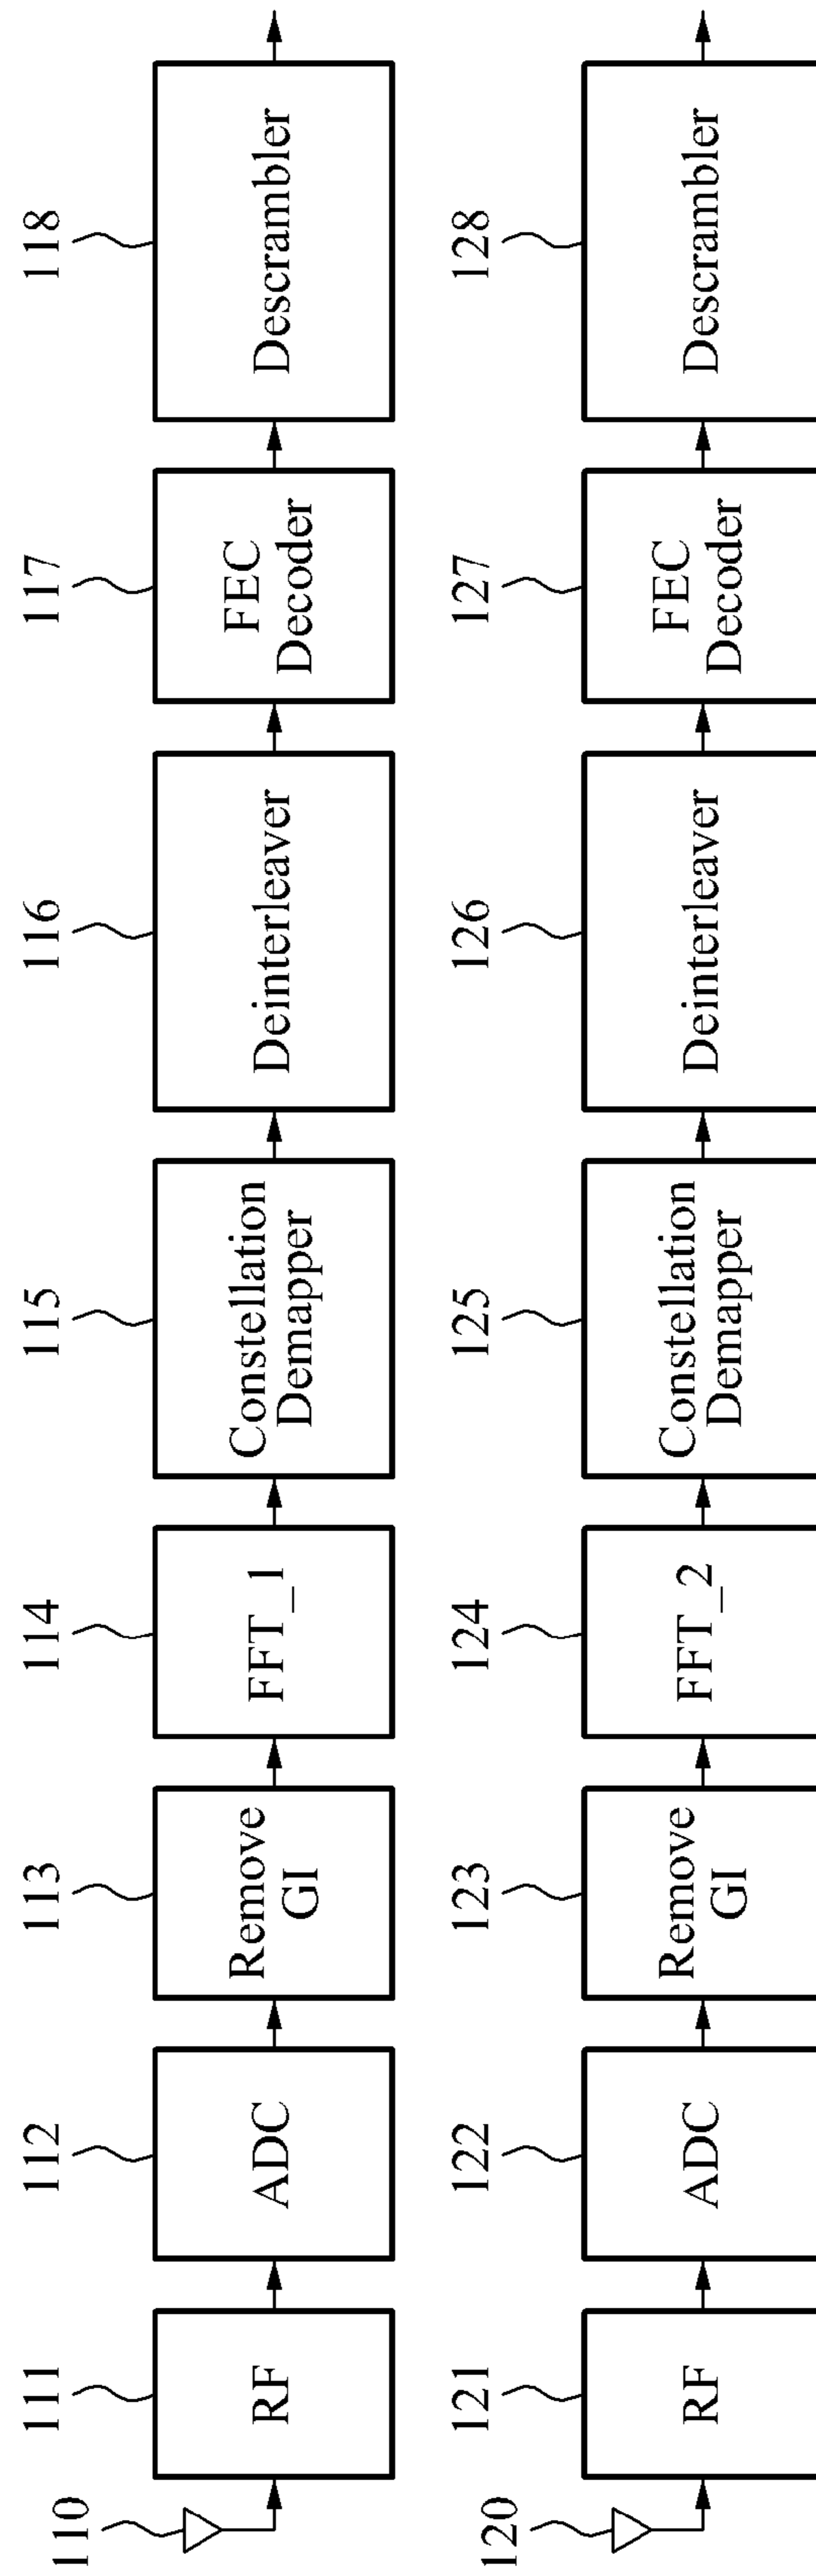 110
111
112
113
114
115
116
117
118
RF
ADC
Remove
GI
FFT_1
Constellation
Demapper
Deinterleaver
FEC
Decoder
Descrambler
120
121
122
123
124
125
126
127
128
RF
ADC
Remove
GI
FFT_2
Constellation
Demapper
Deinterleaver
FEC
Decoder
Descrambler